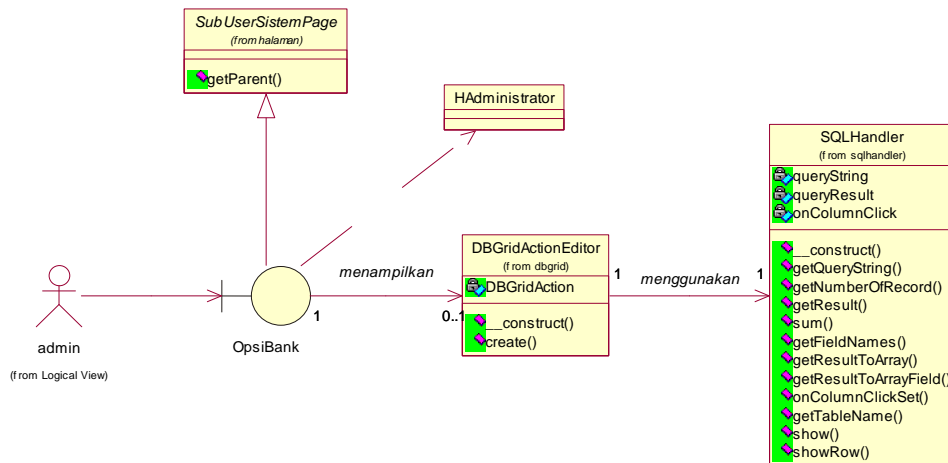 SubUserSistemPage
(from halaman)
getParent()
HAdministrator
SQLHandler
(from sqlhandler)
queryString
queryResult
onColumnClick
__construct()
getQueryString()
getNumberOfRecord()
getResult()
sum()
getFieldNames()
getResultToArray()
getResultToArrayField()
onColumnClickSet()
getTableName()
show()
showRow()
DBGridActionEditor
(from dbgrid)
DBGridAction
__construct()
create()
menampilkan
1
0..1
1
menggunakan
1
admin
(from Logical View)
OpsiBank